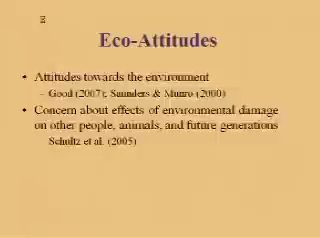 Eco-Attitudes
• Attitudes towards the environment
– Good (2007); Saunders & Munro (2000)
• Concern about effects of environmental damage
on other people, animals, and future generations
Schultz et al. (2005)